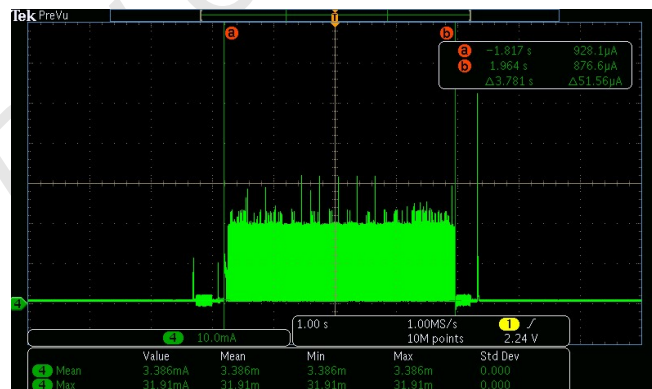 Tek PreVu
T
a
b
a -1.817 s 928.1µA
b 1.964 s 876.6µA
Δ3.781 s Δ51.56µA
4
4 10.0mA
1.00 s 1.00MS/s 1
10M points 2.24 V
Value Mean Min Max Std Dev
4 Mean 3.386mA 3.386m 3.386m 3.386m 0.000
4 Max 31.91mA 31.91m 31.91m 31.91m 0.000